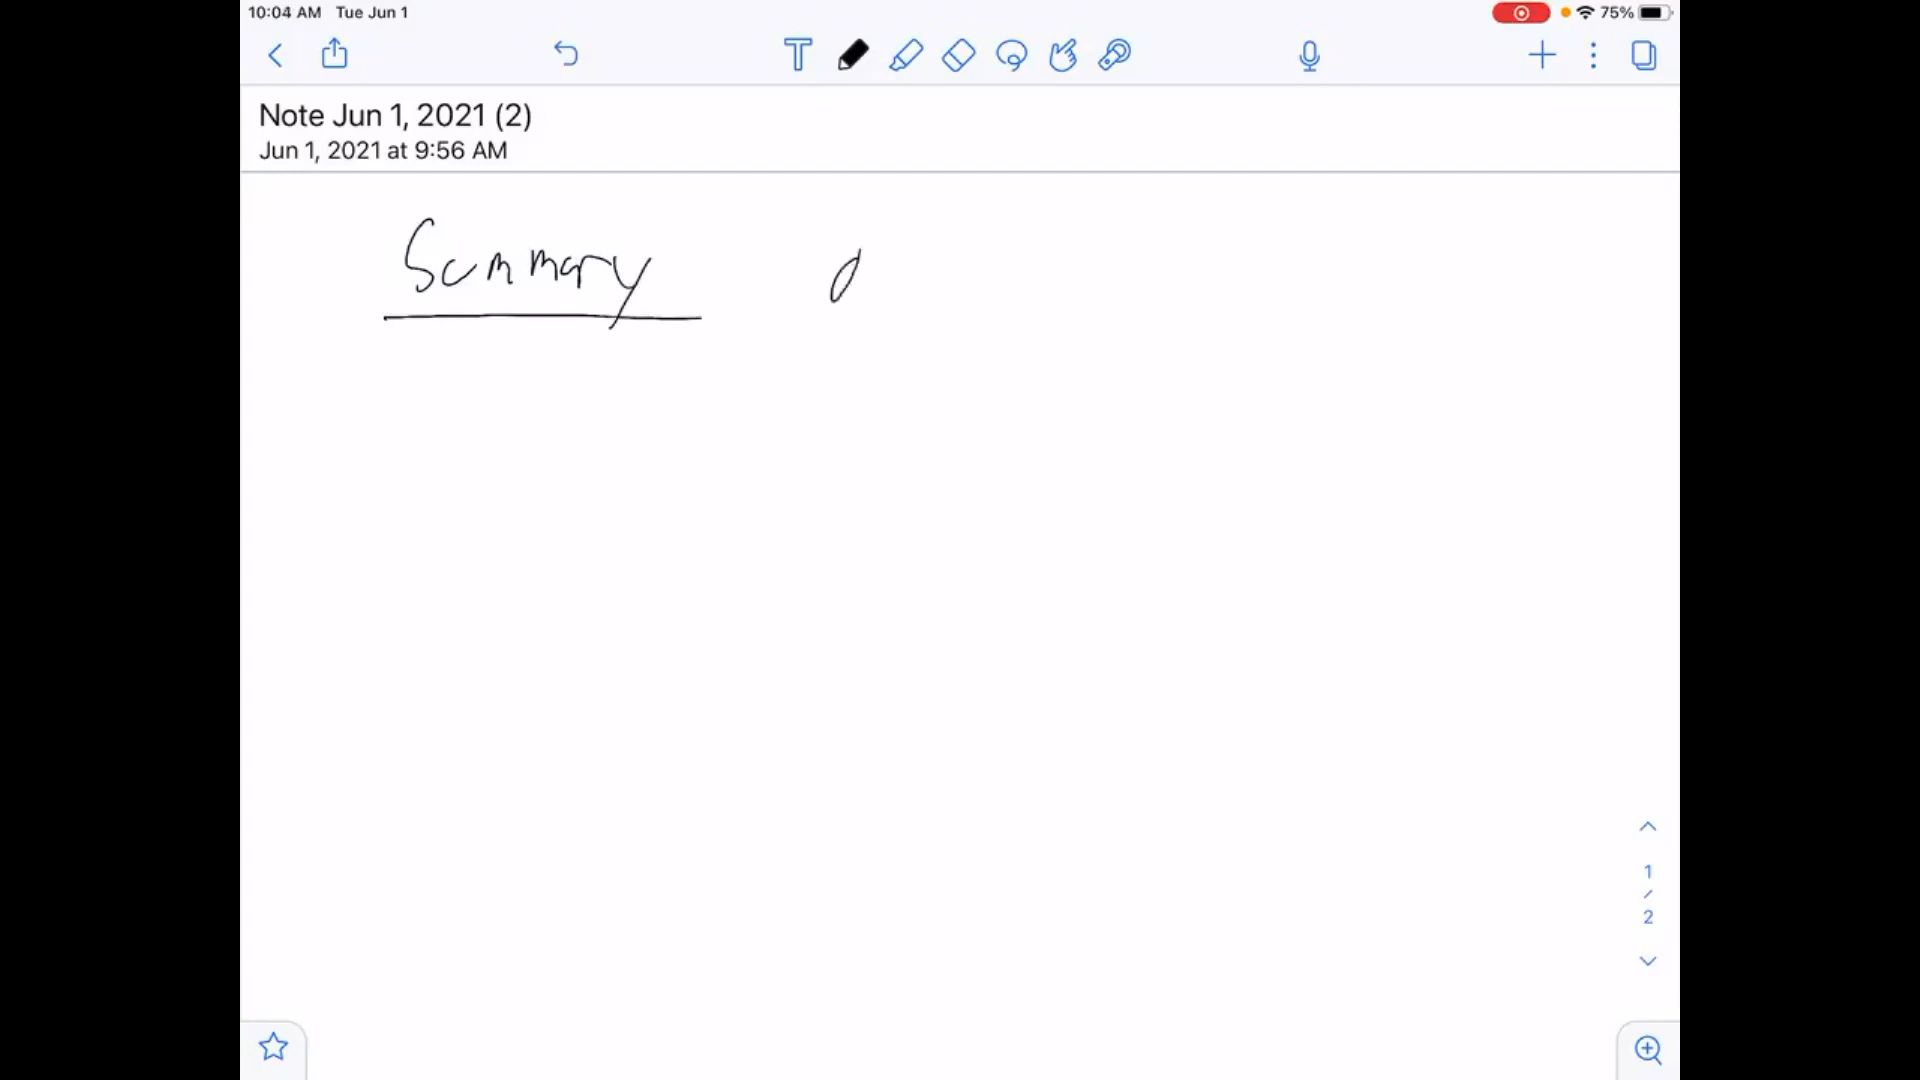 10:04 AM Tue Jun 1
75%
Note Jun 1, 2021 (2)
Jun 1, 2021 at 9:56 AM
Summary
1
/
2